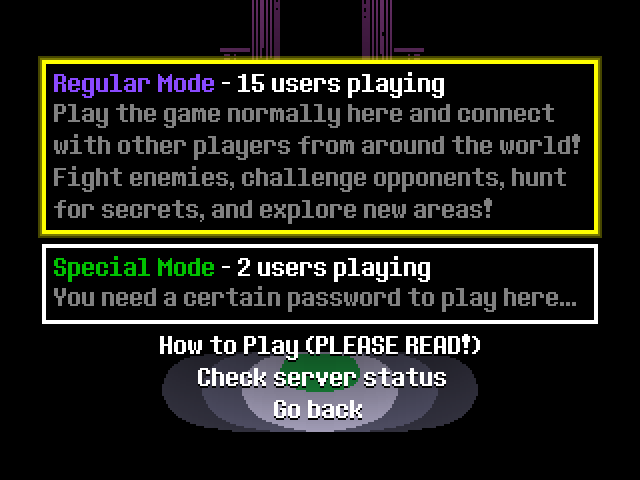 Regular Mode - 15 users playing
Play the game normally here and connect
with other players from around the world!
Fight enemies, challenge opponents, hunt
for secrets, and explore new areas!
Special Mode - 2 users playing
You need a certain password to play here...
How to Play (PLEASE READ!)
Check server status
Go back